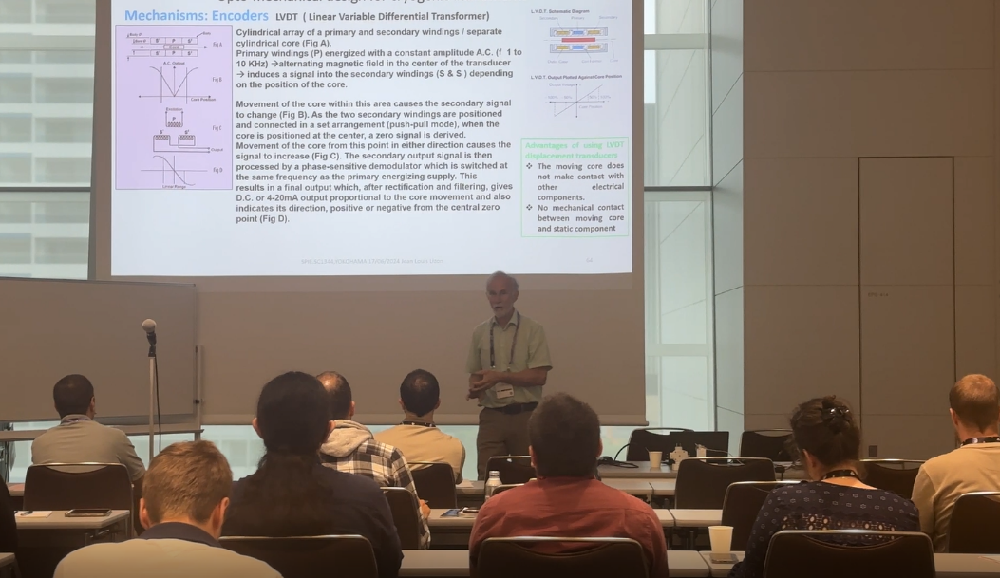 Mechanisms: Encoders LVDT ( Linear Variable Differential Transformer)
Cylindrical array of a primary and secondary windings / separate
cylindrical core (Fig A).
Primary windings (P) energized with a constant amplitude A.C. (f 1 to
10 KHz) →alternating magnetic field in the center of the transducer
→ induces a signal into the secondary windings (S & S ) depending
on the position of the core.
Movement of the core within this area causes the secondary signal
to change (Fig B). As the two secondary windings are positioned
and connected in a set arrangement (push-pull mode), when the
core is positioned at the center, a zero signal is derived.
Movement of the core from this point in either direction causes the
signal to increase (Fig C). The secondary output signal is then
processed by a phase-sensitive demodulator which is switched at
the same frequency as the primary energizing supply. This
results in a final output which, after rectification and filtering, gives
D.C. or 4-20mA output proportional to the core movement and also
indicates its direction, positive or negative from the central zero
point (Fig D).
Fig A
A.C. Output
Fig B
Core Position
P
Fig C
Output
Fig D
Linear Range
L.V.D.T. Schematic Diagram
L.V.D.T. Output Plotted Against Core Position
Advantages of using LVDT
displacement transducers
❖ The moving core does
not make contact with
other electrical
components.
❖ No mechanical contact
between moving core
and static component